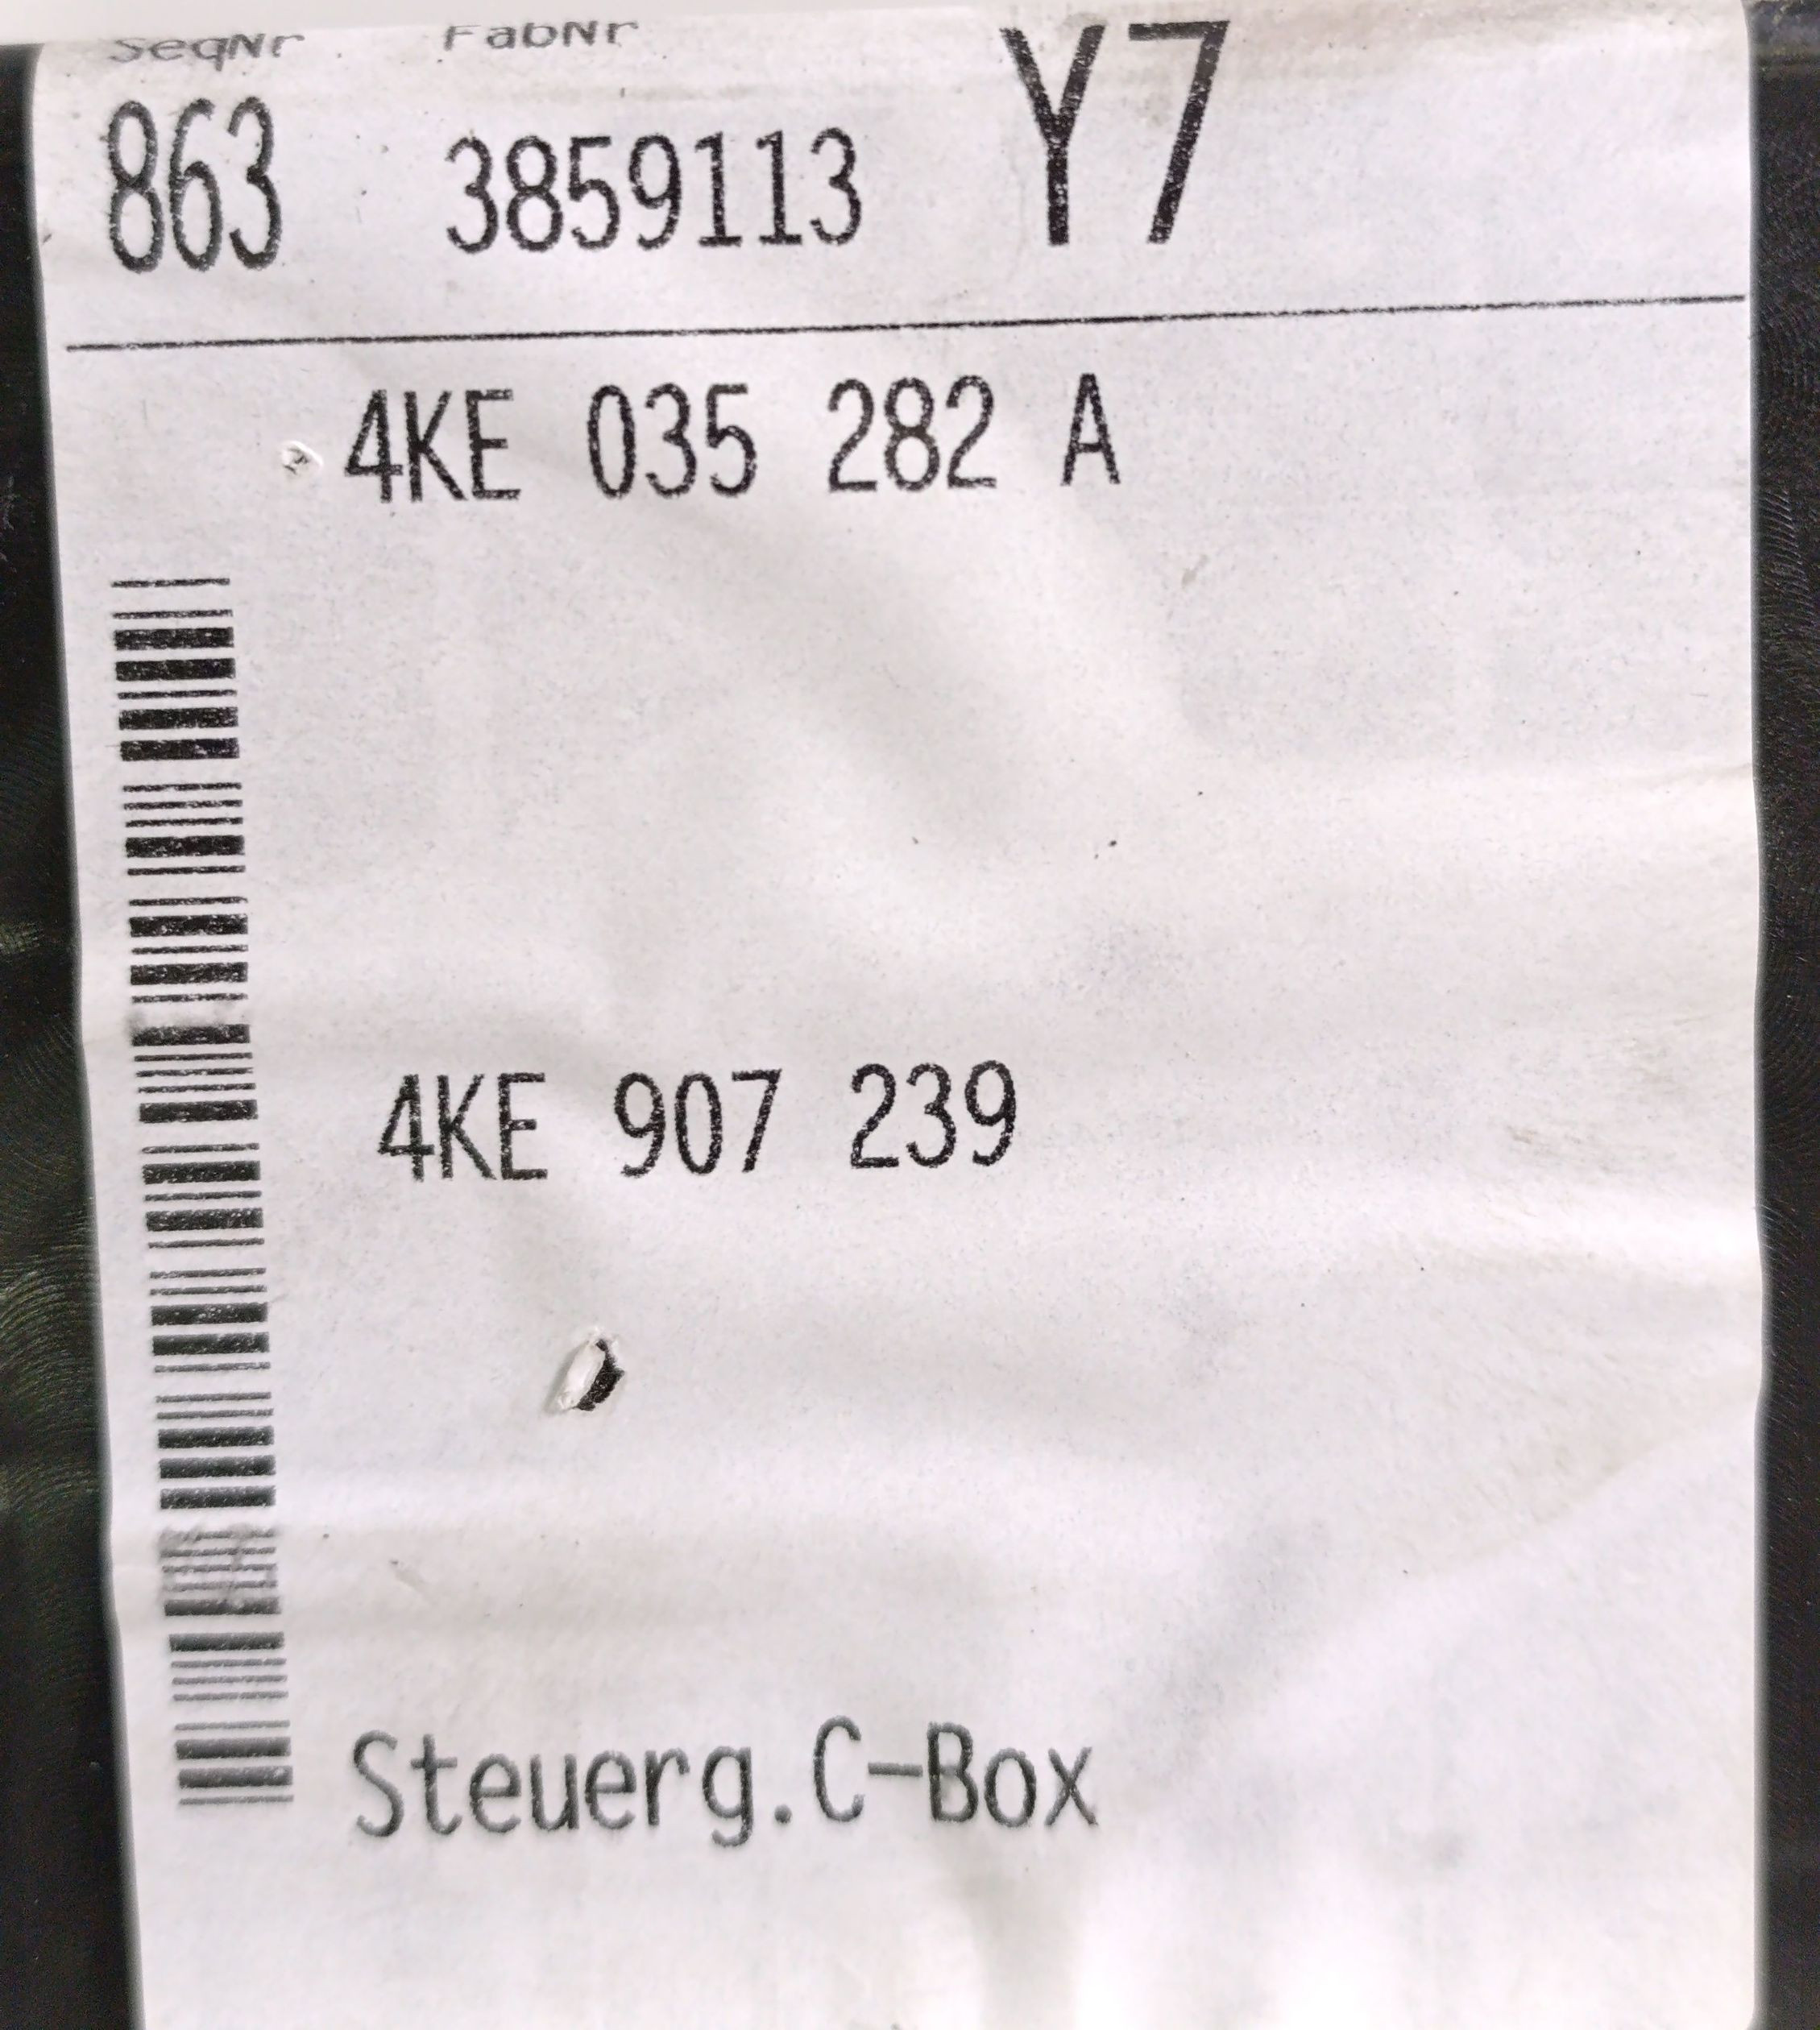 SeqNr FabNr
863 3859113 Y7
4KE 035 282 A
4KE 907 239
Steuerg.C-Box